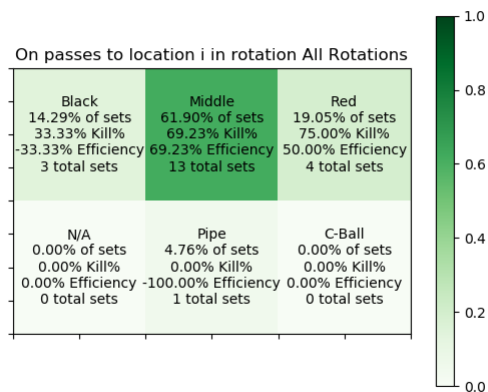 On passes to location i in rotation All Rotations
Black
14.29% of sets
33.33% Kill%
-33.33% Efficiency
3 total sets
Middle
61.90% of sets
69.23% Kill%
69.23% Efficiency
13 total sets
Red
19.05% of sets
75.00% Kill%
50.00% Efficiency
4 total sets
N/A
0.00% of sets
0.00% Kill%
0.00% Efficiency
0 total sets
Pipe
4.76% of sets
0.00% Kill%
-100.00% Efficiency
1 total sets
C-Ball
0.00% of sets
0.00% Kill%
0.00% Efficiency
0 total sets
1.0
0.8
0.6
0.4
0.2
0.0